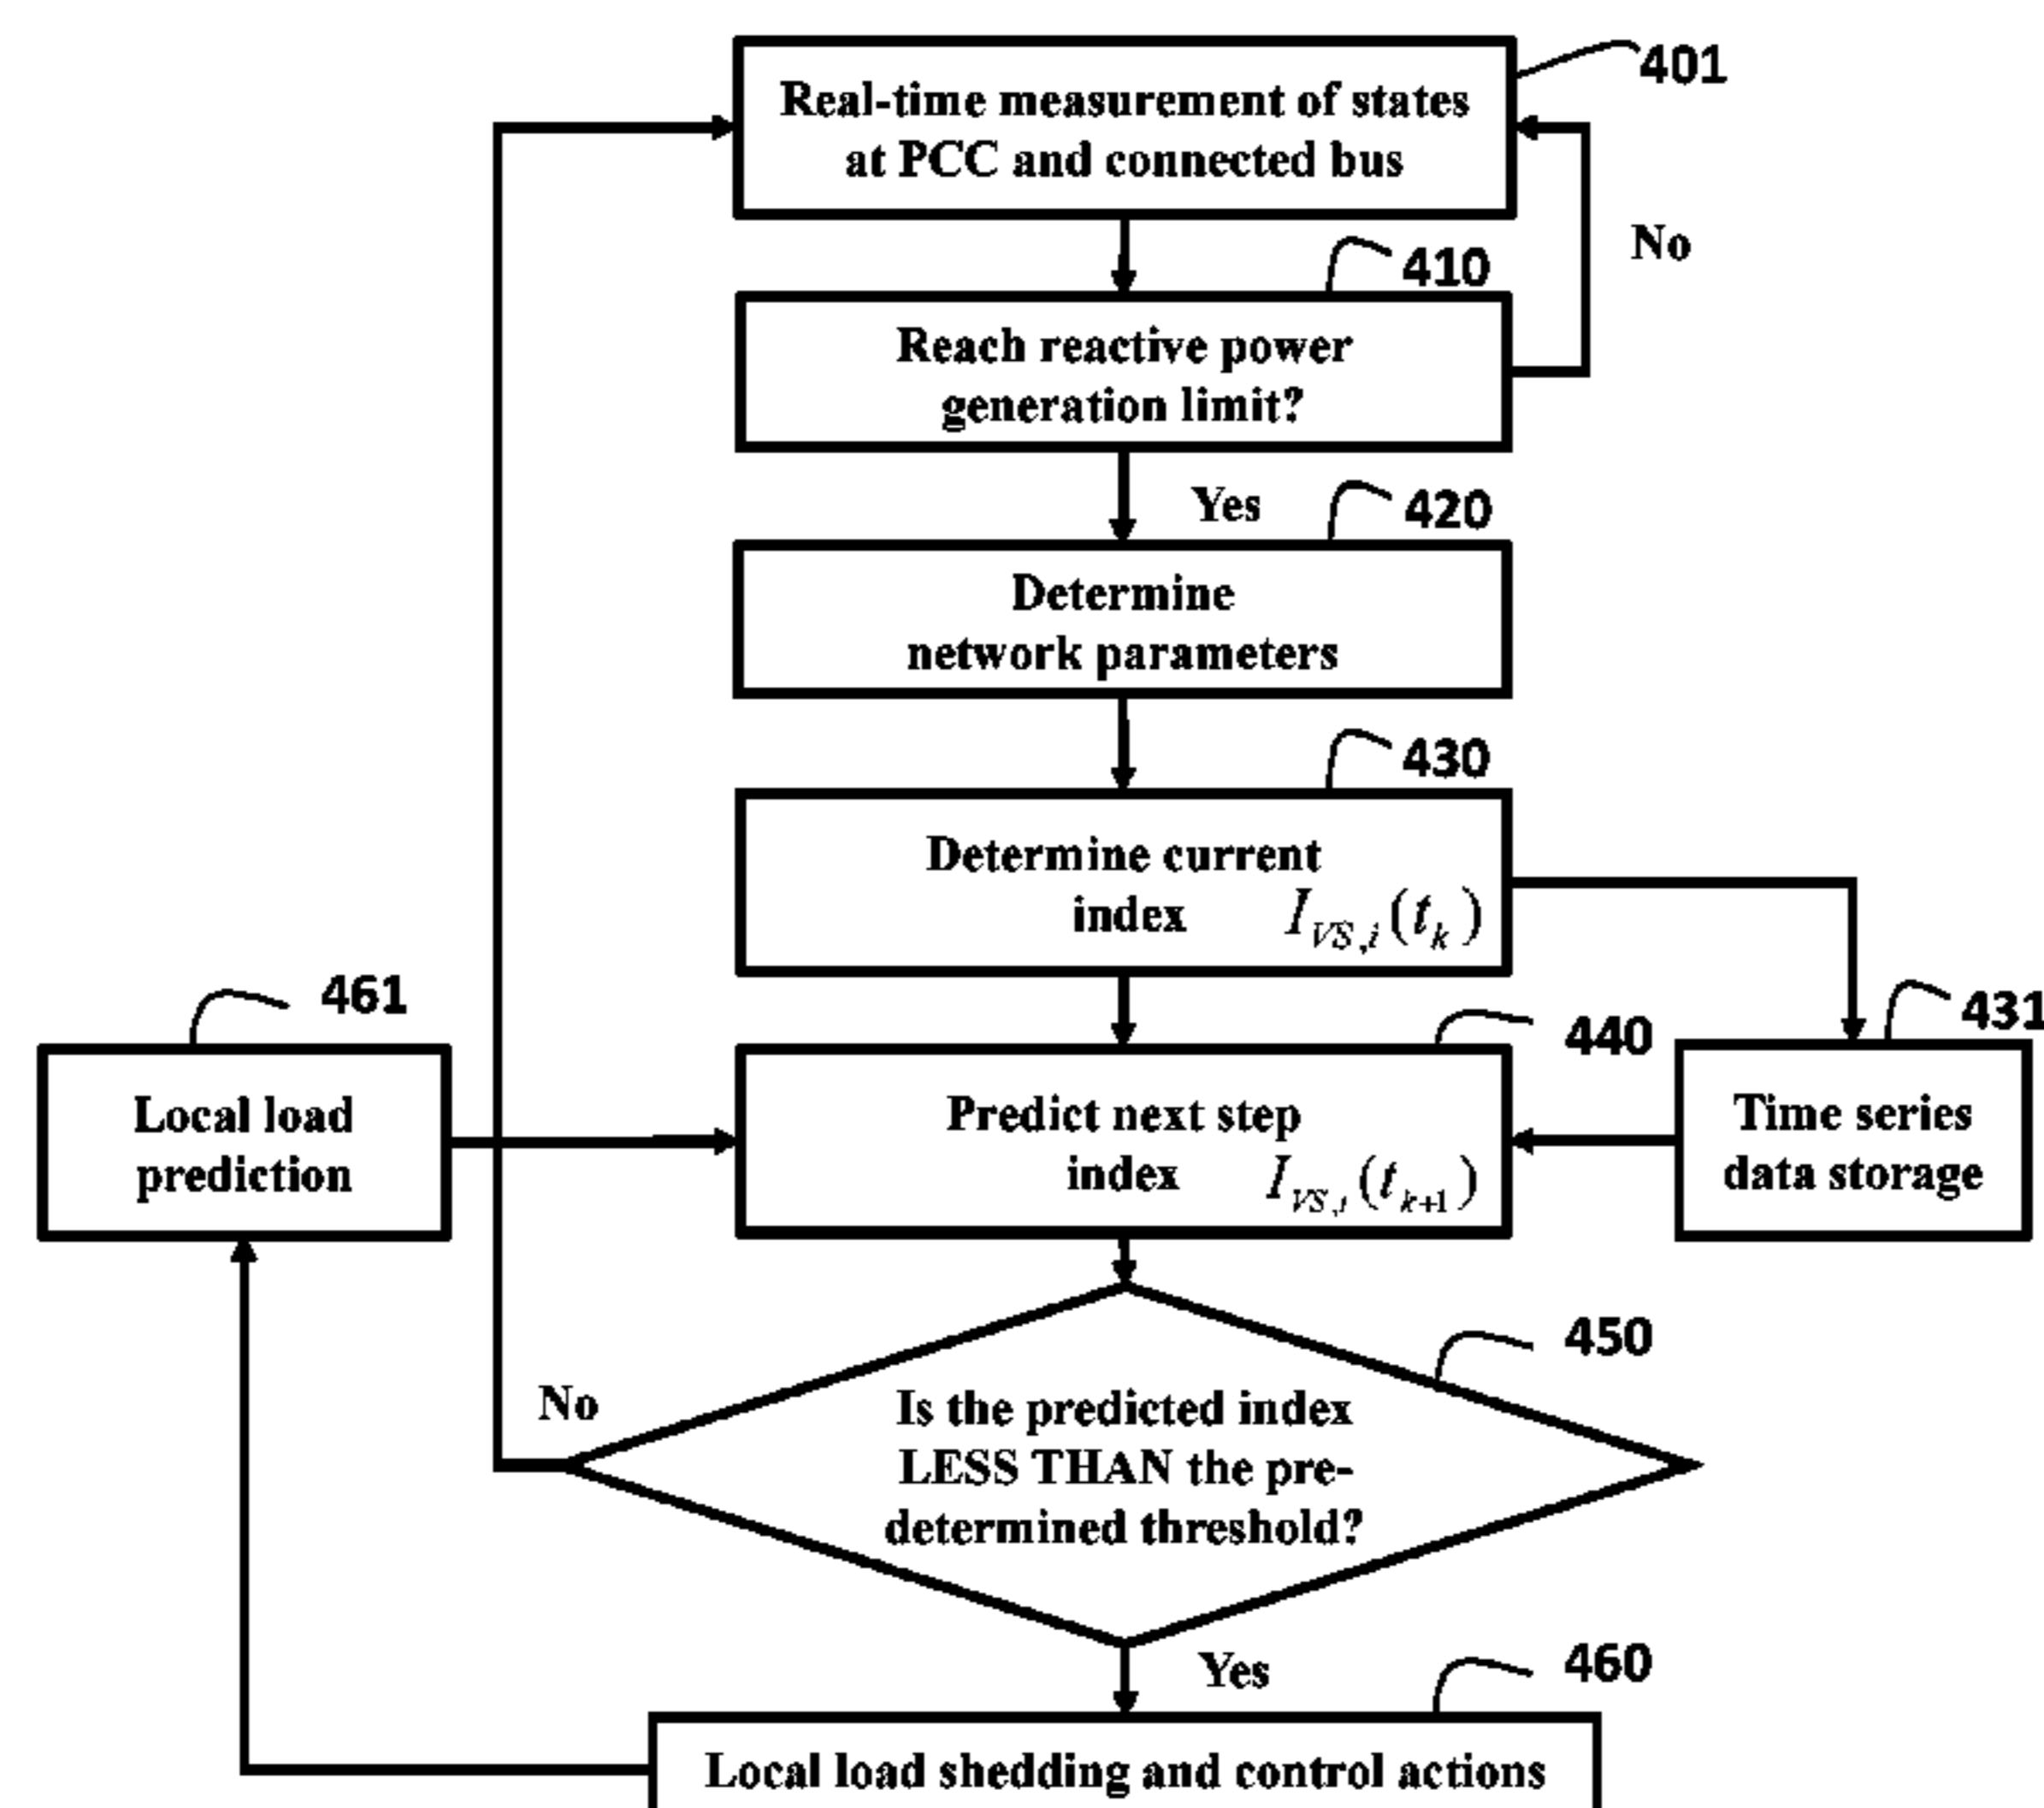 401
Real-time measurement of states
at PCC and connected bus
No
410
Reach reactive power
generation limit?
Yes
420
Determine
network parameters
430
Determine current
index I_{VS,i}(t_k)
461
440
431
Local load
prediction
Predict next step
index I_{VS,i}(t_{k+1})
Time series
data storage
450
No
Is the predicted index
LESS THAN the pre-
determined threshold?
Yes
460
Local load shedding and control actions